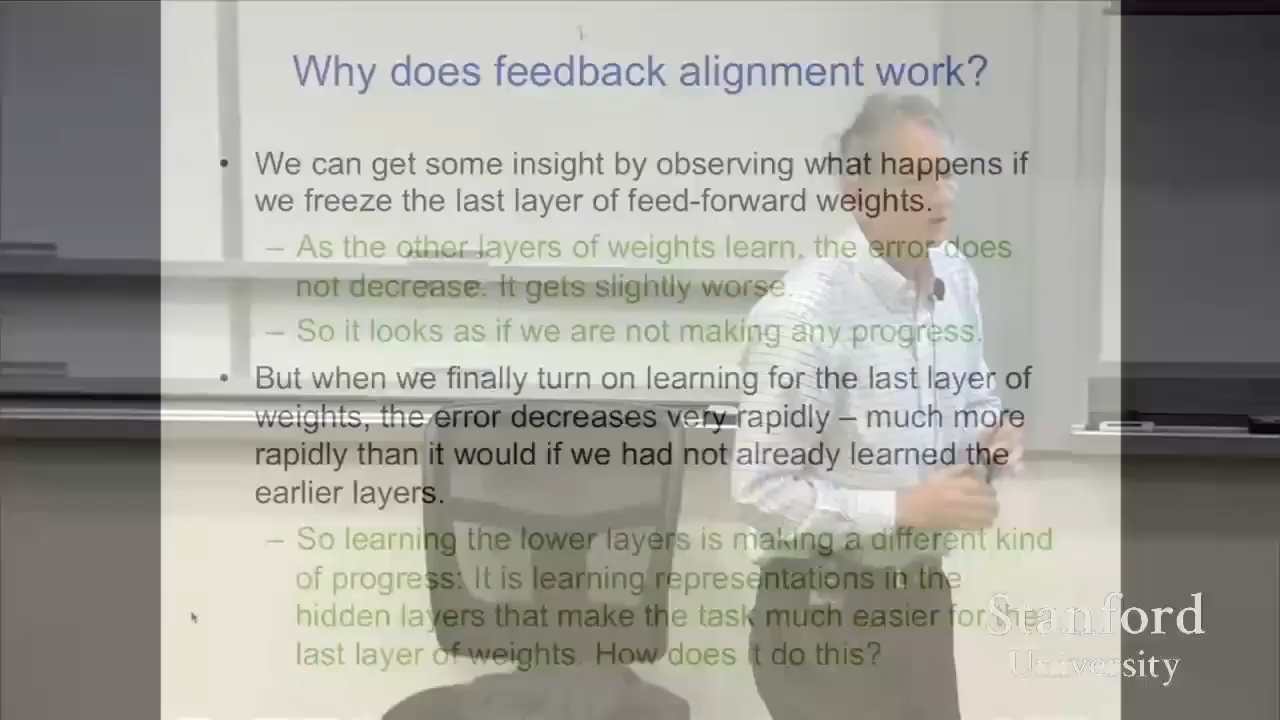 Why does feedback alignment work?
• We can get some insight by observing what happens if
we freeze the last layer of feed-forward weights.
– As the other layers of weights learn, the error does
not decrease. It gets slightly worse.
– So it looks as if we are not making any progress.
• But when we finally turn on learning for the last layer of
weights, the error decreases very rapidly – much more
rapidly than it would if we had not already learned the
earlier layers.
– So learning the lower layers is making a different kind
of progress: It is learning representations in the
hidden layers that make the task much easier for the
last layer of weights. How does it do this?
Stanford
University